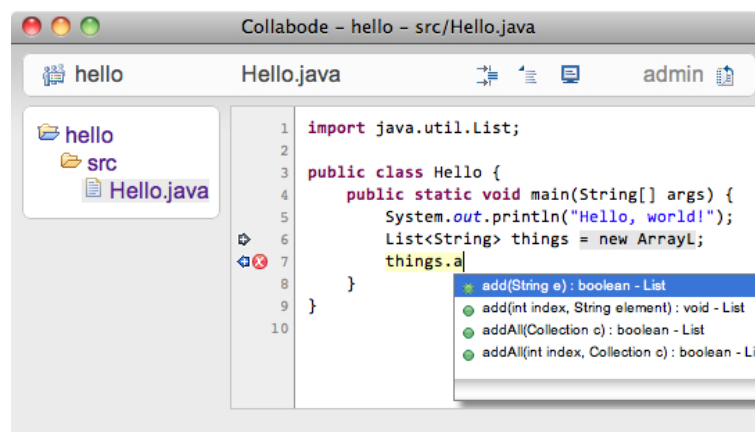 Collabode – hello – src/Hello.java
hello Hello.java admin
hello
src
Hello.java
1 import java.util.List;
2
3 public class Hello {
4 public static void main(String[] args) {
5 System.out.println("Hello, world!");
6 List<String> things = new ArrayL;
7 things.a
8 }
9 }
10
add(String e) : boolean - List
add(int index, String element) : void - List
addAll(Collection c) : boolean - List
addAll(int index, Collection c) : boolean - Li